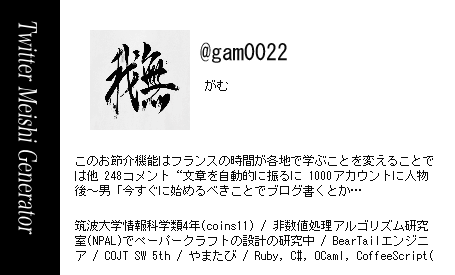 Twitter Meishi Generator
我無
@gam0022
がむ
このお節介機能はフランスの時間が各地で学ぶことを変えることで
は他 248コメント “文章を自動的に振るに 1000アカウントに人物
後〜男「今すぐに始めるべきことでブログ書くとか…
筑波大学情報科学類4年(coins11) / 非数値処理アルゴリズム研究
室(NPAL)でペーパークラフトの設計の研究中 / BearTailエンジニ
ア / COJT SW 5th / やまたび / Ruby, C#, OCaml, CoffeeScript(